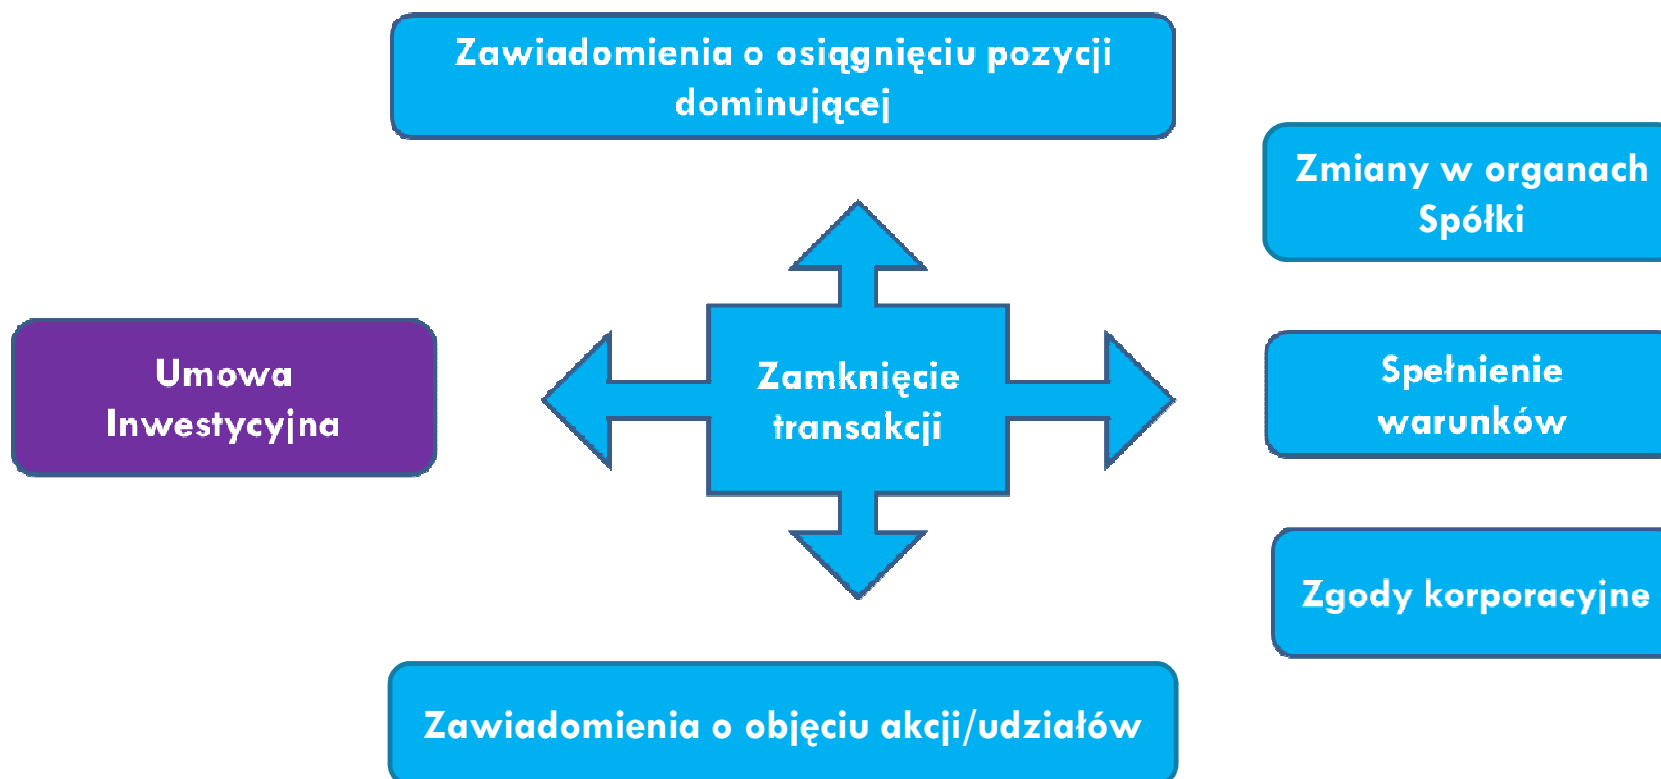 Zawiadomienia o osiągnięciu pozycji
dominującej
Zmiany w organach
Spółki
Umowa
Inwestycyjna
Zamknięcie
transakcji
Spełnienie
warunków
Zgody korporacyjne
Zawiadomienia o objęciu akcji/udziałów